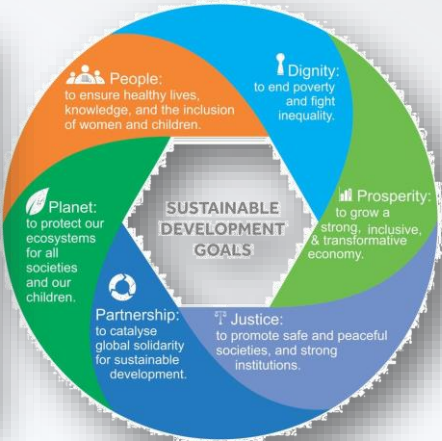 People:
to ensure healthy lives,
knowledge, and the inclusion
of women and children.
Dignity:
to end poverty
and fight
inequality.
Prosperity:
to grow a
strong, inclusive,
& transformative
economy.
Justice:
to promote safe and peaceful
societies, and strong
institutions.
Partnership:
to catalyse
global solidarity
for sustainable
development.
Planet:
to protect our
ecosystems
for all
societies
and our
children.
SUSTAINABLE
DEVELOPMENT
GOALS